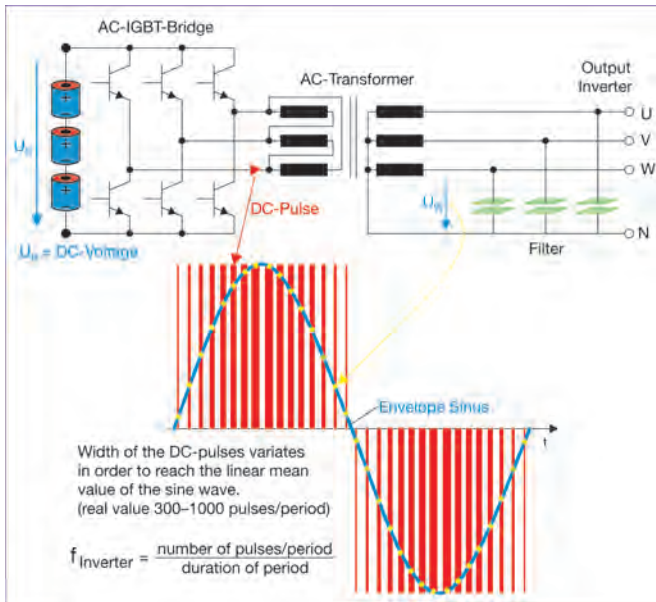 AC-IGBT-Bridge
AC-Transformer
Output
Inverter
U
V
W
N
+
+
+
DC-Pulse
= DC-Voltage
Filter
Envelope Sinus
t
Width of the DC-pulses variates
in order to reach the linear mean
value of the sine wave.
(real value 300–1000 pulses/period)
f Inverter = number of pulses/period
duration of period